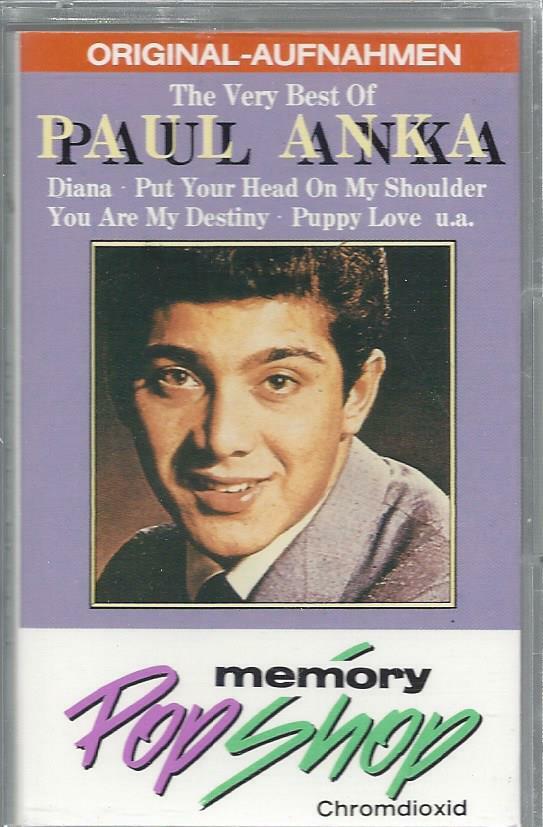 ORIGINAL-AUFNAHMEN
The Very Best Of
PAUL ANKA
Diana · Put Your Head On My Shoulder
You Are My Destiny · Puppy Love u.a.
memory
Pop Shop
Chromdioxid